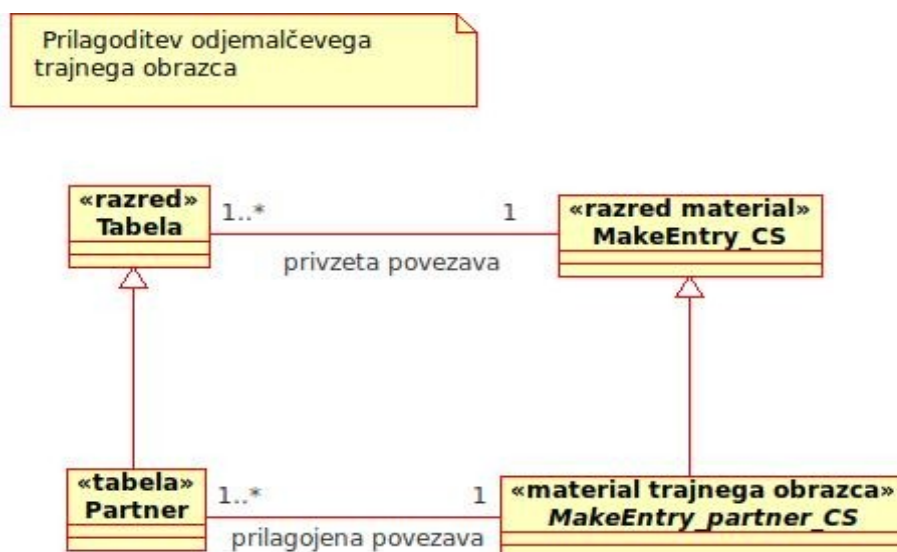 Prilagoditev odjemalčevega
trajnega obrazca
«razred»
Tabela
1..*
1
privzeta povezava
«razred material»
MakeEntry_CS
«tabela»
Partner
1..*
1
prilagojena povezava
«material trajnega obrazca»
MakeEntry_partner_CS